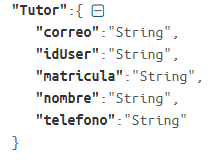 "Tutor":{
"correo":"String",
"idUser":"String",
"matricula":"String",
"nombre":"String",
"telefono":"String"
}